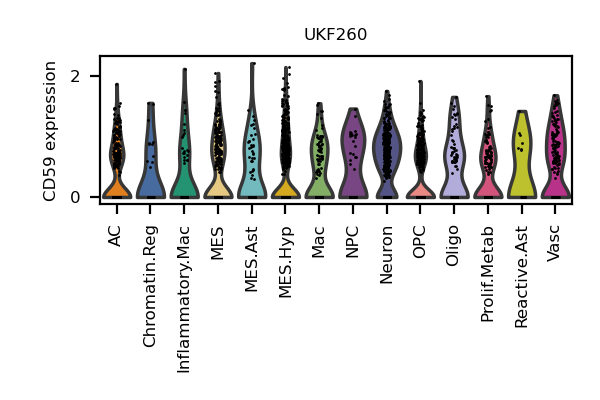 UKF260
CD59 expression
2
0
AC
Chromatin.Reg
Inflammatory.Mac
MES
MES.Ast
MES.Hyp
Mac
NPC
Neuron
OPC
Oligo
Prolif.Metab
Reactive.Ast
Vasc